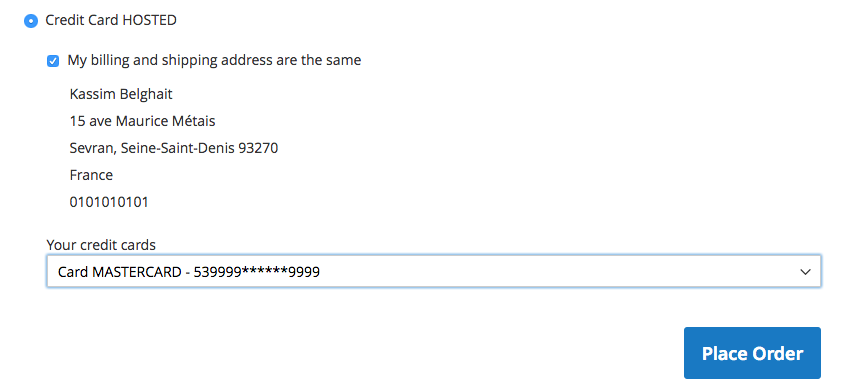 Credit Card HOSTED
My billing and shipping address are the same
Kassim Belghait
15 ave Maurice Métais
Sevran, Seine-Saint-Denis 93270
France
0101010101
Your credit cards
Card MASTERCARD - 539999******9999
Place Order